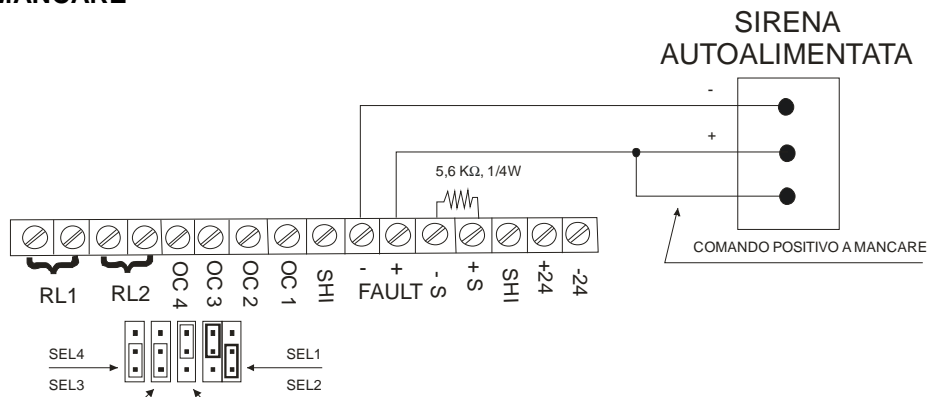 SIRENA
AUTOALIMENTATA
-
+
5,6 KΩ, 1/4W
COMANDO POSITIVO A MANCARE
RL1 RL2 OC 4 OC 3 OC 2 OC 1 SHI - + FAULT - S + S SHI +24 -24
SEL4 SEL1
SEL3 SEL2